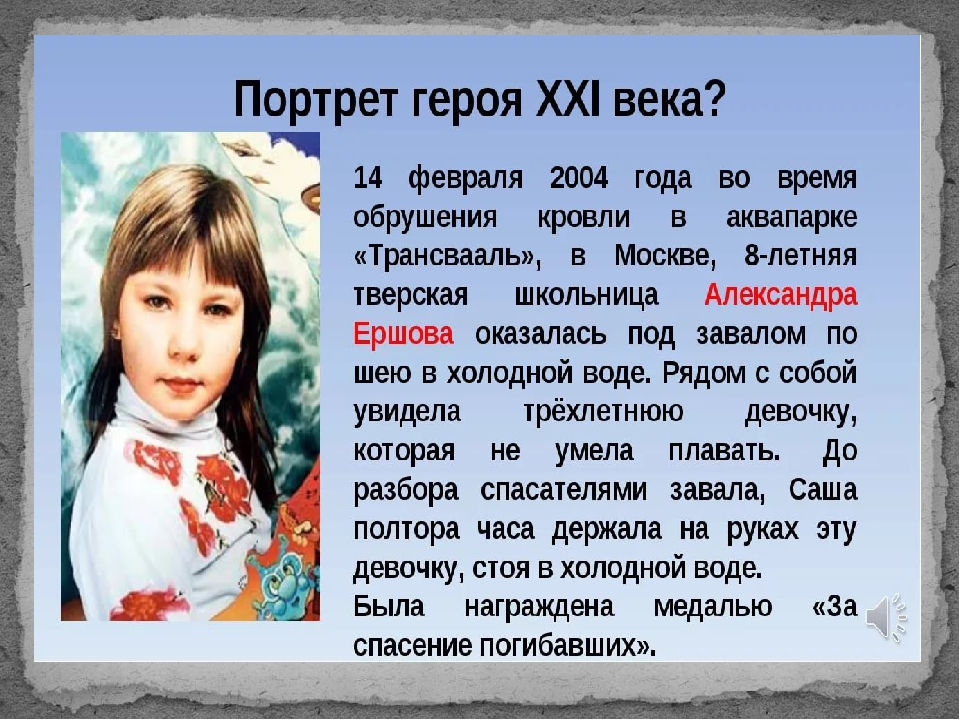 Портрет героя XXI века?
14 февраля 2004 года во время
обрушения кровли в аквапарке
«Трансвааль», в Москве, 8-летняя
тверская школьница Александра
Ершова оказалась под завалом по
шею в холодной воде. Рядом с собой
увидела трёхлетнюю девочку,
которая не умела плавать. До
разбора спасателями завала, Саша
полтора часа держала на руках эту
девочку, стоя в холодной воде.
Была награждена медалью «За
спасение погибавших».